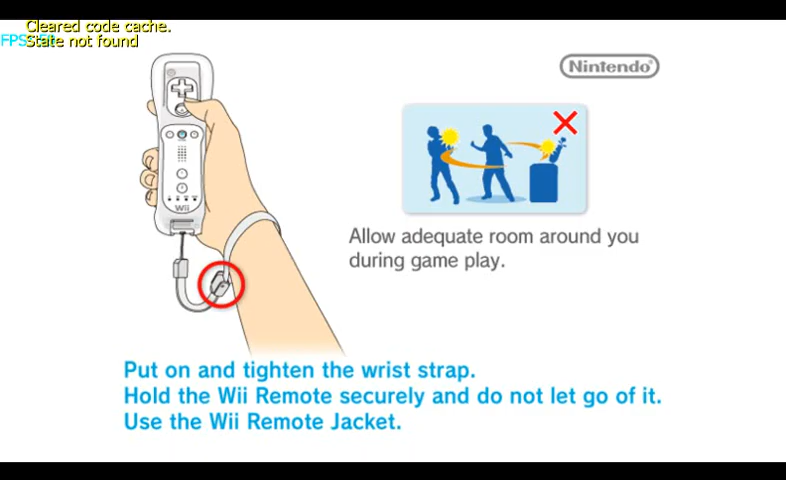 Cleared code cache.
State not found
Nintendo
Wii
Allow adequate room around you
during game play.
Put on and tighten the wrist strap.
Hold the Wii Remote securely and do not let go of it.
Use the Wii Remote Jacket.